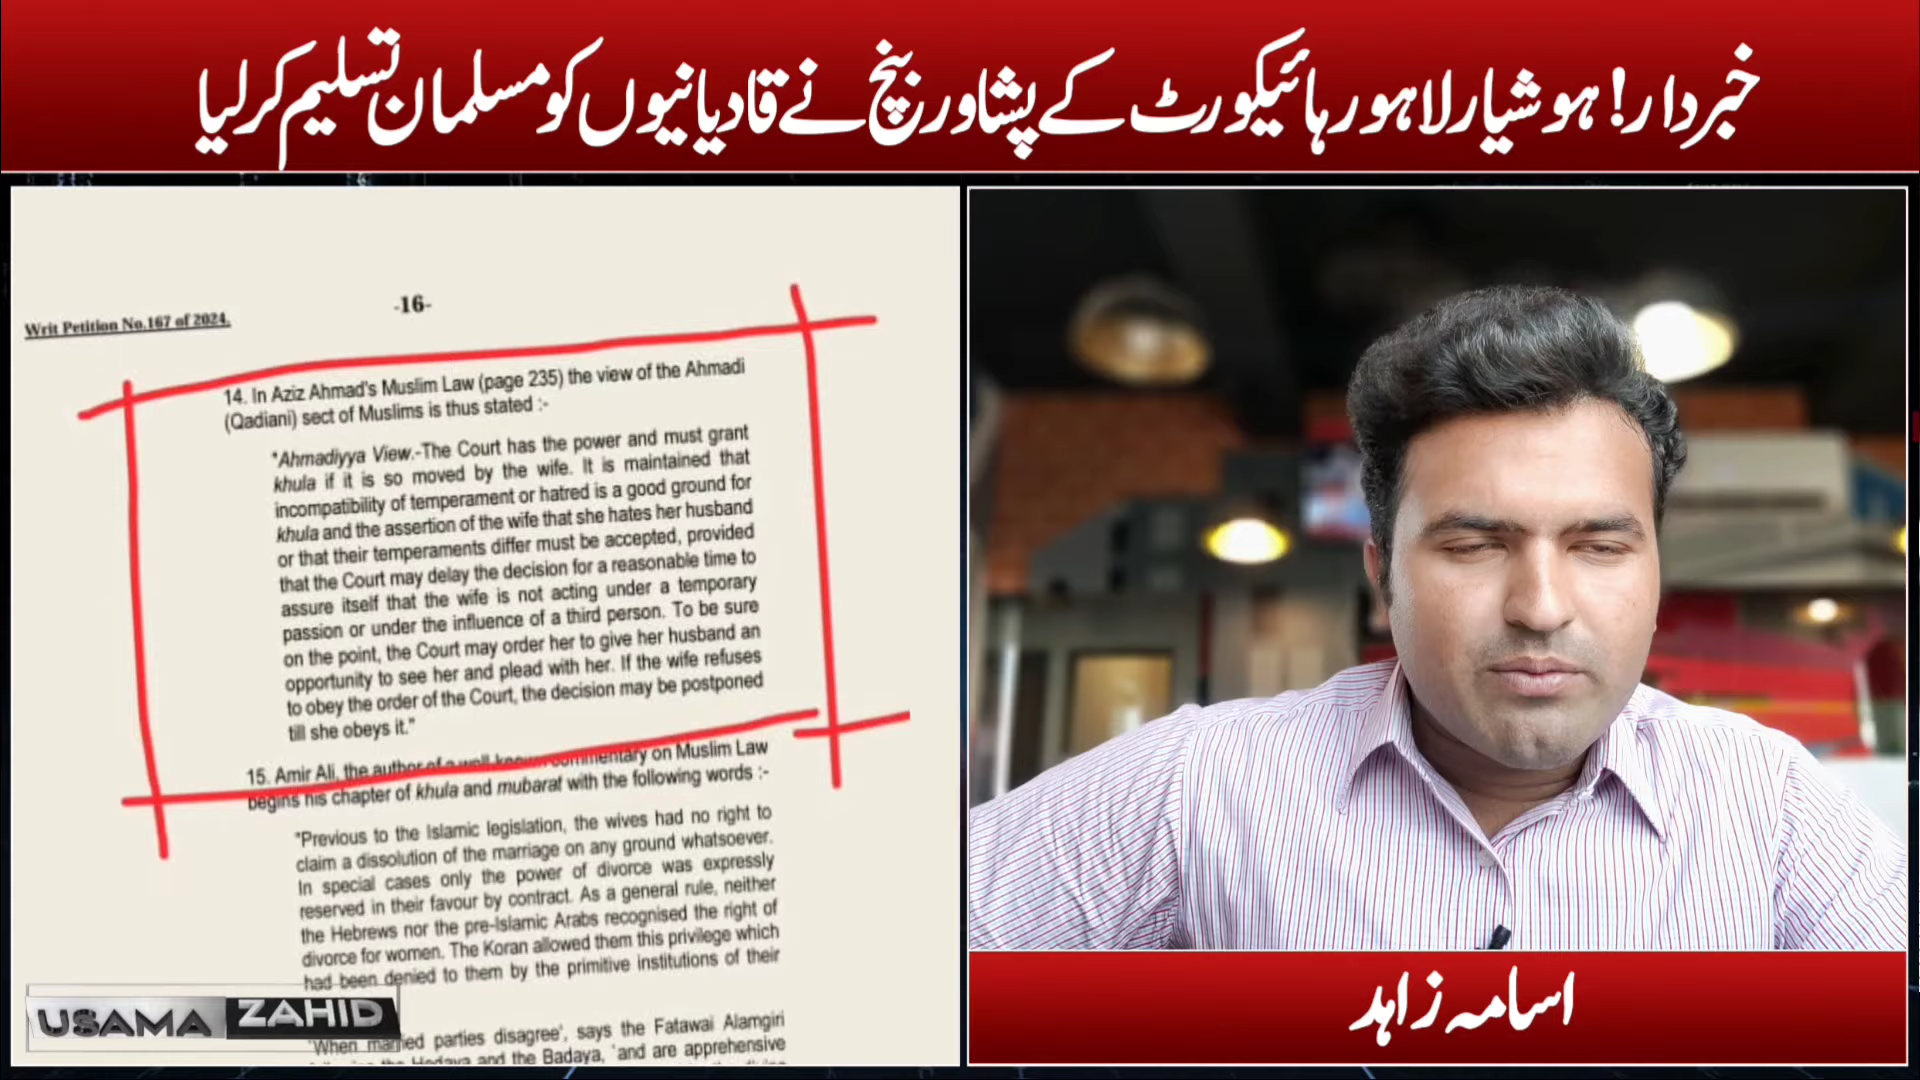 خبردار! ہوشیار لاہور ہائیکورٹ کے پشاور بنچ نے قادیانیوں کو مسلمان تسلیم کر لیا
-16-
Writ Petition No.167 of 2024.
14. In Aziz Ahmad's Muslim Law (page 235) the view of the Ahmadi
(Qadiani) sect of Muslims is thus stated :-
"Ahmadiyya View.-The Court has the power and must grant
khula if it is so moved by the wife. It is maintained that
incompatibility of temperament or hatred is a good ground for
khula and the assertion of the wife that she hates her husband
or that their temperaments differ must be accepted, provided
that the Court may delay the decision for a reasonable time to
assure itself that the wife is not acting under a temporary
passion or under the influence of a third person. To be sure
on the point, the Court may order her to give her husband an
opportunity to see her and plead with her. If the wife refuses
to obey the order of the Court, the decision may be postponed
till she obeys it."
15. Amir Ali, the author of a well-known commentary on Muslim Law
begins his chapter of khula and mubarat with the following words :-
"Previous to the Islamic legislation, the wives had no right to
claim a dissolution of the marriage on any ground whatsoever.
In special cases only the power of divorce was expressly
reserved in their favour by contract. As a general rule, neither
the Hebrews nor the pre-Islamic Arabs recognised the right of
divorce for women. The Koran allowed them this privilege which
had been denied to them by the primitive institutions of their
'When married parties disagree', says the Fatawai Alamgiri
the Hedaya and the Badaya, 'and are apprehensive
USAMA ZAHID
اسامہ زاہد